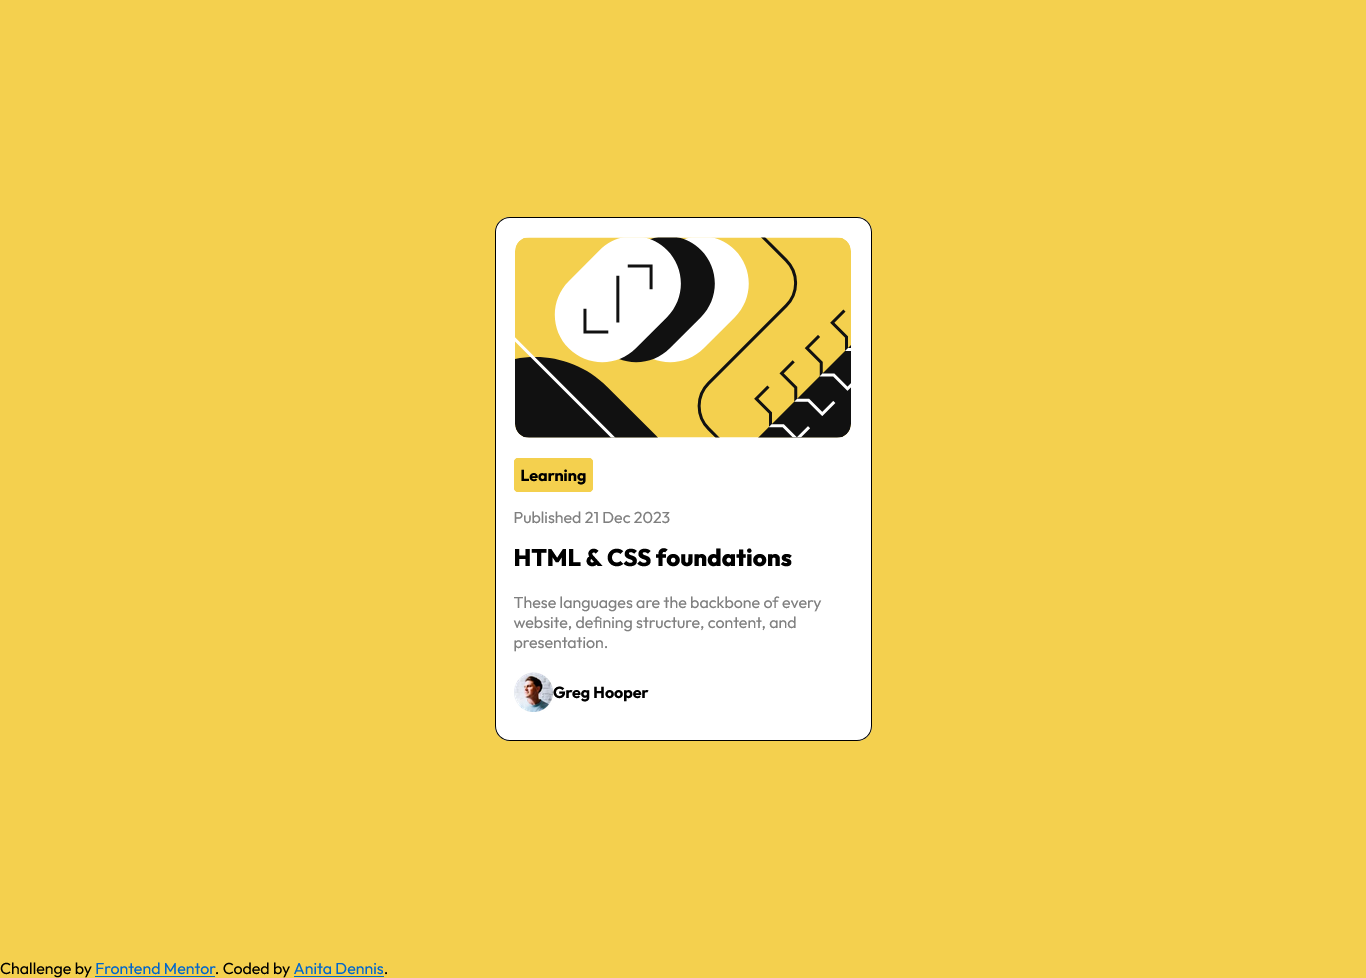 Learning
Published 21 Dec 2023
HTML & CSS foundations
These languages are the backbone of every
website, defining structure, content, and
presentation.
Greg Hooper
Challenge by Frontend Mentor. Coded by Anita Dennis.